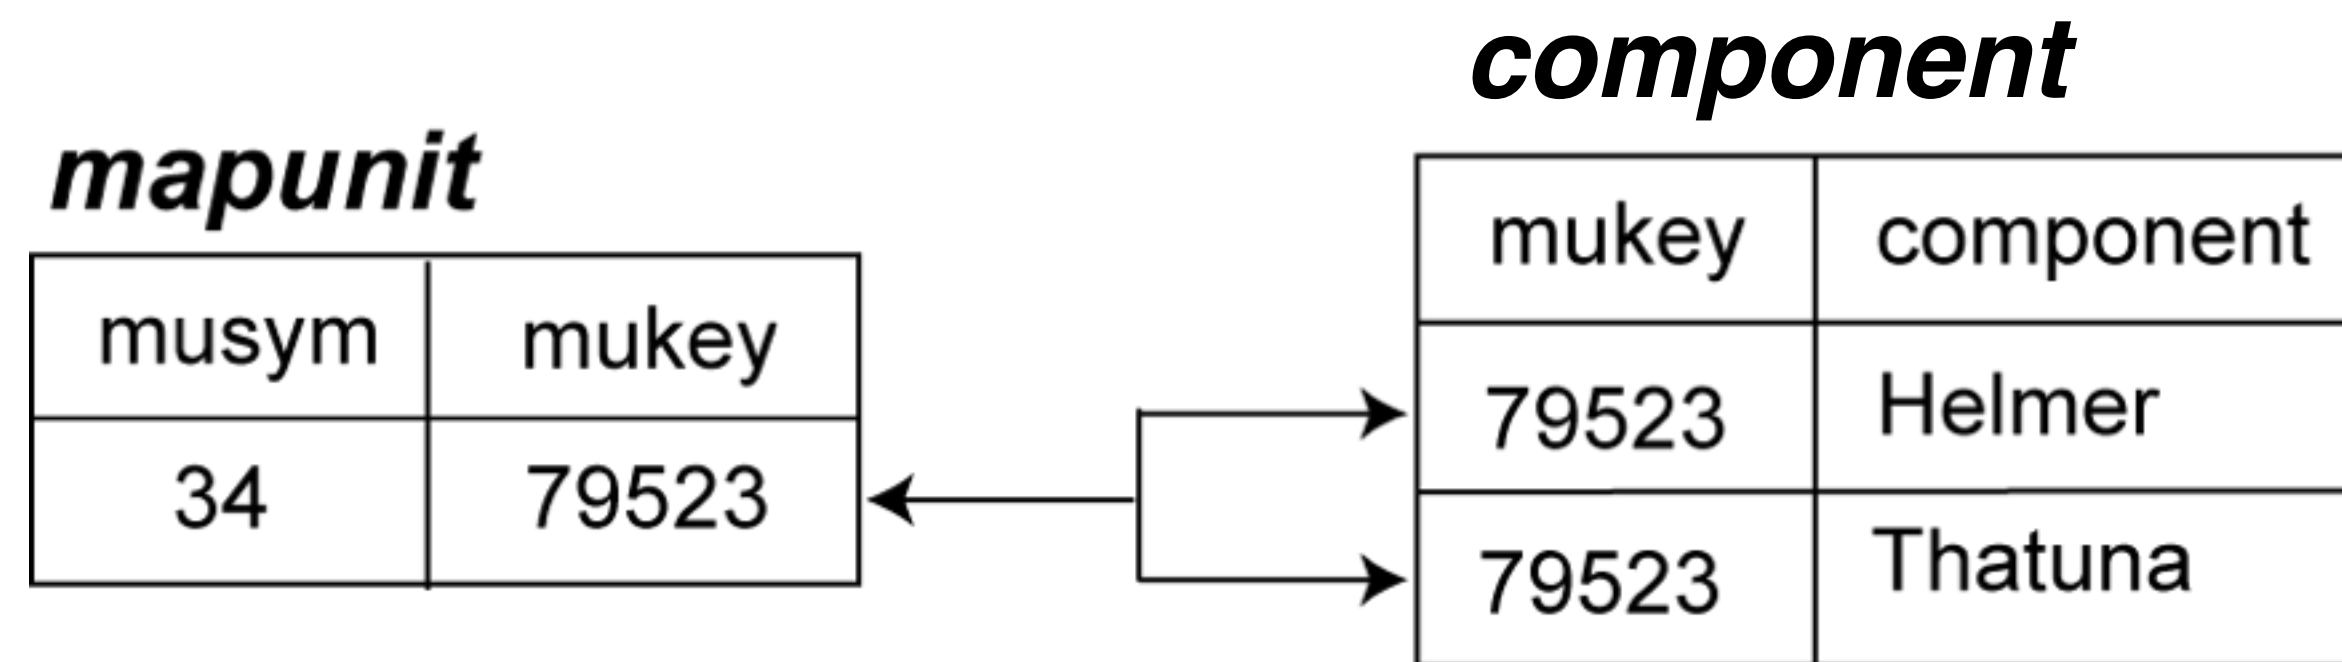 mapunit
musym mukey
34 79523
component
mukey component
79523 Helmer
79523 Thatuna